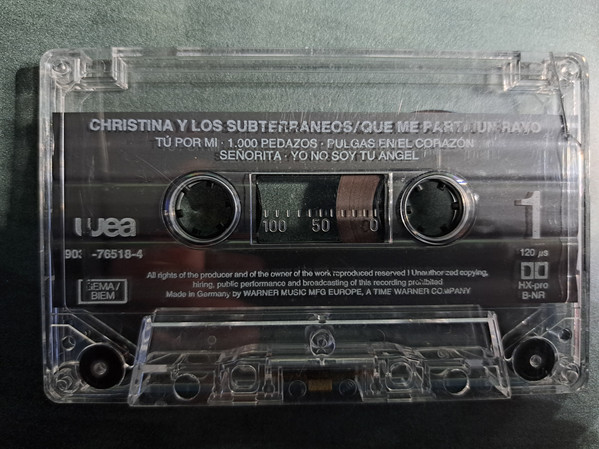 CHRISTINA Y LOS SUBTERRANEOS/QUE ME PARTA UN RAYO
TÚ POR MI · 1.000 PEDAZOS · PULGAS EN EL CORAZÓN
SEÑORITA · YO NO SOY TU ANGEL
wea
1
100 50 0
-76518-4
120 µs
GEMA/
BIEM
HX-pro
B-NR
All rights of the producer and of the owner of the work reproduced reserved ! Unauthorized copying,
hiring, public performance and broadcasting of this recording prohibited
Made in Germany by WARNER MUSIC MFG EUROPE, A TIME WARNER COMPANY